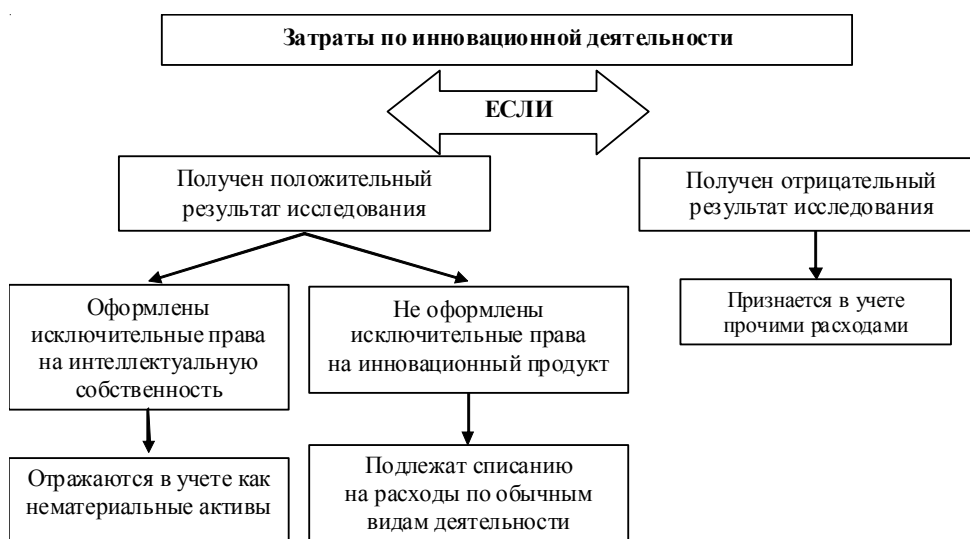 Затраты по инновационной деятельности
ЕСЛИ
Получен положительный
результат исследования
Получен отрицательный
результат исследования
Оформлены
исключительные права
на интеллектуальную
собственность
Не оформлены
исключительные права
на инновационный продукт
Признается в учете
прочими расходами
Отражаются в учете как
нематериальные активы
Подлежат списанию
на расходы по обычным
видам деятельности